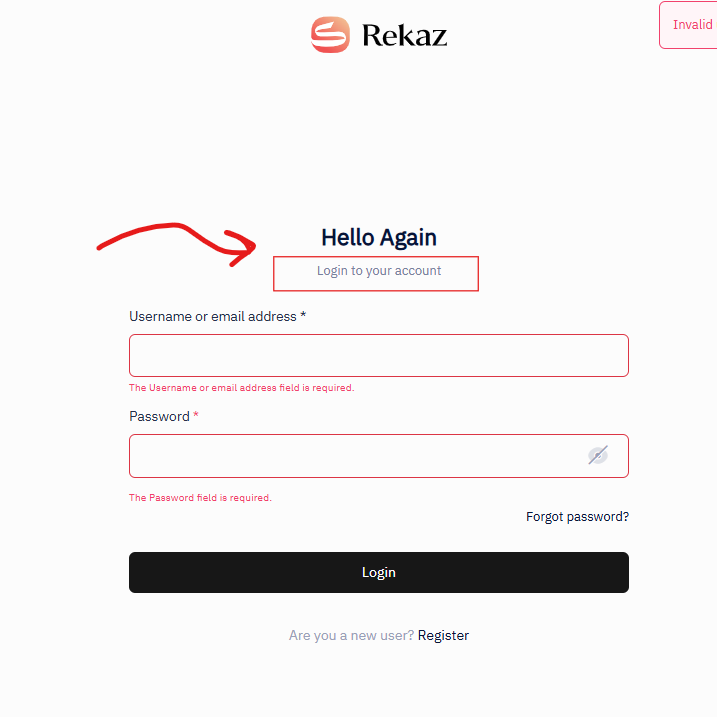 Rekaz
Invalid
Hello Again
Login to your account
Username or email address *
The Username or email address field is required.
Password *
The Password field is required.
Forgot password?
Login
Are you a new user? Register